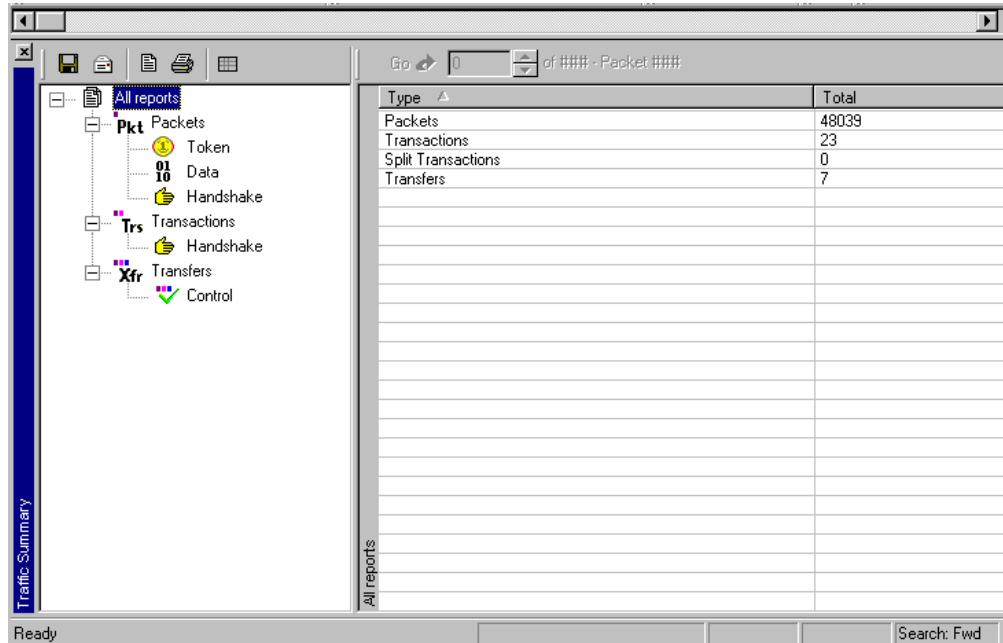 Go 0 of ### - Packet ###
All reports
Pkt Packets
1 Token
01 10 Data
Handshake
Trs Transactions
Handshake
Xfr Transfers
Control
Type Total
Packets 48039
Transactions 23
Split Transactions 0
Transfers 7
Traffic Summary
All reports
Ready Search: Fwd